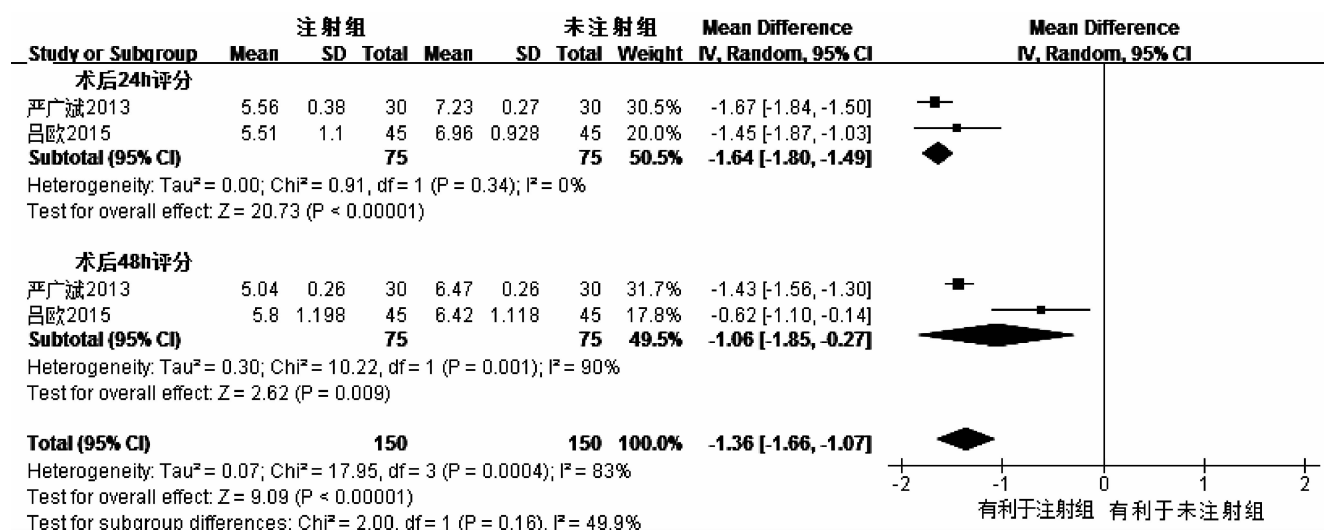 注射组 未注射组 Mean Difference Mean Difference
Study or Subgroup Mean SD Total Mean SD Total Weight IV, Random, 95% CI IV, Random, 95% CI
术后24h评分
严广斌2013 5.56 0.38 30 7.23 0.27 30 30.5% -1.67 [-1.84, -1.50]
吕欧2015 5.51 1.1 45 6.96 0.928 45 20.0% -1.45 [-1.87, -1.03]
Subtotal (95% CI) 75 75 50.5% -1.64 [-1.80, -1.49]
Heterogeneity: Tau² = 0.00; Chi² = 0.91, df = 1 (P = 0.34); I² = 0%
Test for overall effect: Z = 20.73 (P < 0.00001)
术后48h评分
严广斌2013 5.04 0.26 30 6.47 0.26 30 31.7% -1.43 [-1.56, -1.30]
吕欧2015 5.8 1.198 45 6.42 1.118 45 17.8% -0.62 [-1.10, -0.14]
Subtotal (95% CI) 75 75 49.5% -1.06 [-1.85, -0.27]
Heterogeneity: Tau² = 0.30; Chi² = 10.22, df = 1 (P = 0.001); I² = 90%
Test for overall effect: Z = 2.62 (P = 0.009)
Total (95% CI) 150 150 100.0% -1.36 [-1.66, -1.07]
Heterogeneity: Tau² = 0.07; Chi² = 17.95, df = 3 (P = 0.0004); I² = 83%
Test for overall effect: Z = 9.09 (P < 0.00001)
Test for subgroup differences: Chi² = 2.00, df = 1 (P = 0.16), I² = 49.9%
-2 -1 0 1 2
有利于注射组 有利于未注射组